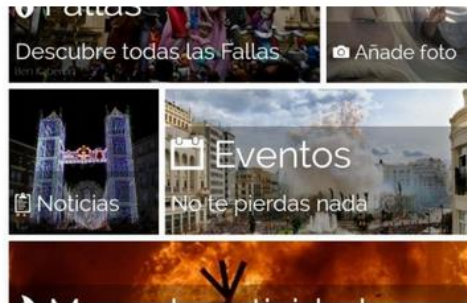 Fallas
Descubre todas las Fallas
Añade foto
Eventos
Noticias
No te pierdas nada